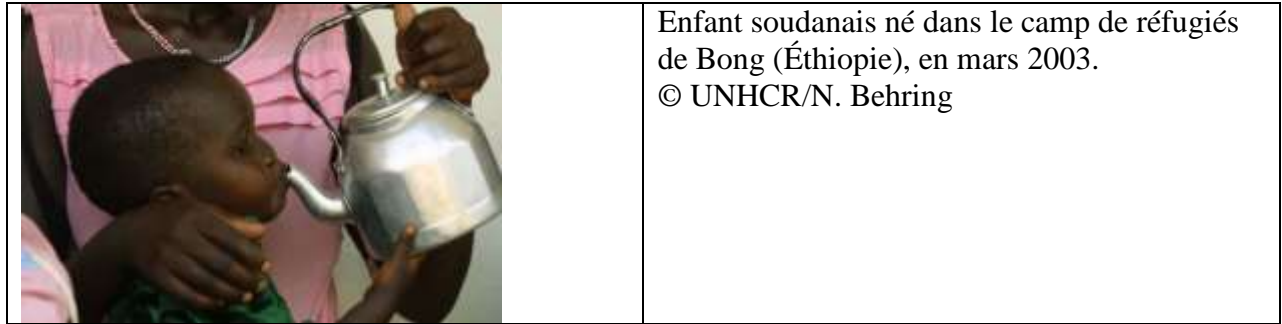 Enfant soudanais né dans le camp de réfugiés
de Bong (Éthiopie), en mars 2003.
© UNHCR/N. Behring